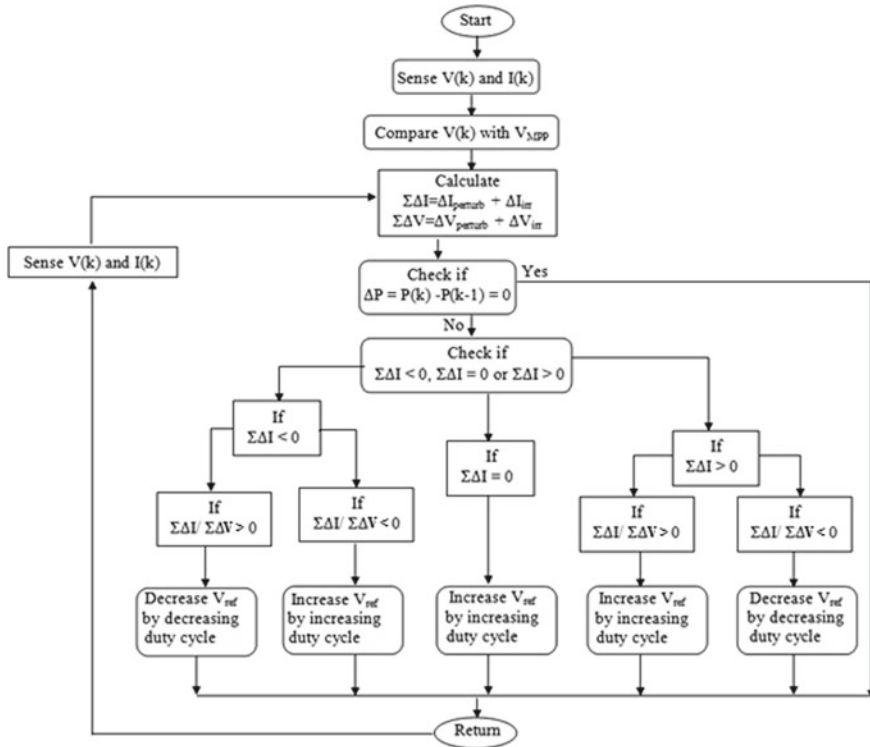 Start
Sense V(k) and I(k)
Compare V(k) with V_MPP
Calculate
ΣΔI=ΔI_perturb + ΔI_irr
ΣΔV=ΔV_perturb + ΔV_irr
Sense V(k) and I(k)
Check if
ΔP = P(k) -P(k-1) = 0
Yes
No
Check if
ΣΔI < 0, ΣΔI = 0 or ΣΔI > 0
If
ΣΔI < 0
If
ΣΔI = 0
If
ΣΔI > 0
If
ΣΔI/ ΣΔV > 0
If
ΣΔI/ ΣΔV < 0
If
ΣΔI/ ΣΔV > 0
If
ΣΔI/ ΣΔV < 0
Decrease V_ref
by decreasing
duty cycle
Increase V_ref
by increasing
duty cycle
Increase V_ref
by increasing
duty cycle
Increase V_ref
by increasing
duty cycle
Decrease V_ref
by decreasing
duty cycle
Return